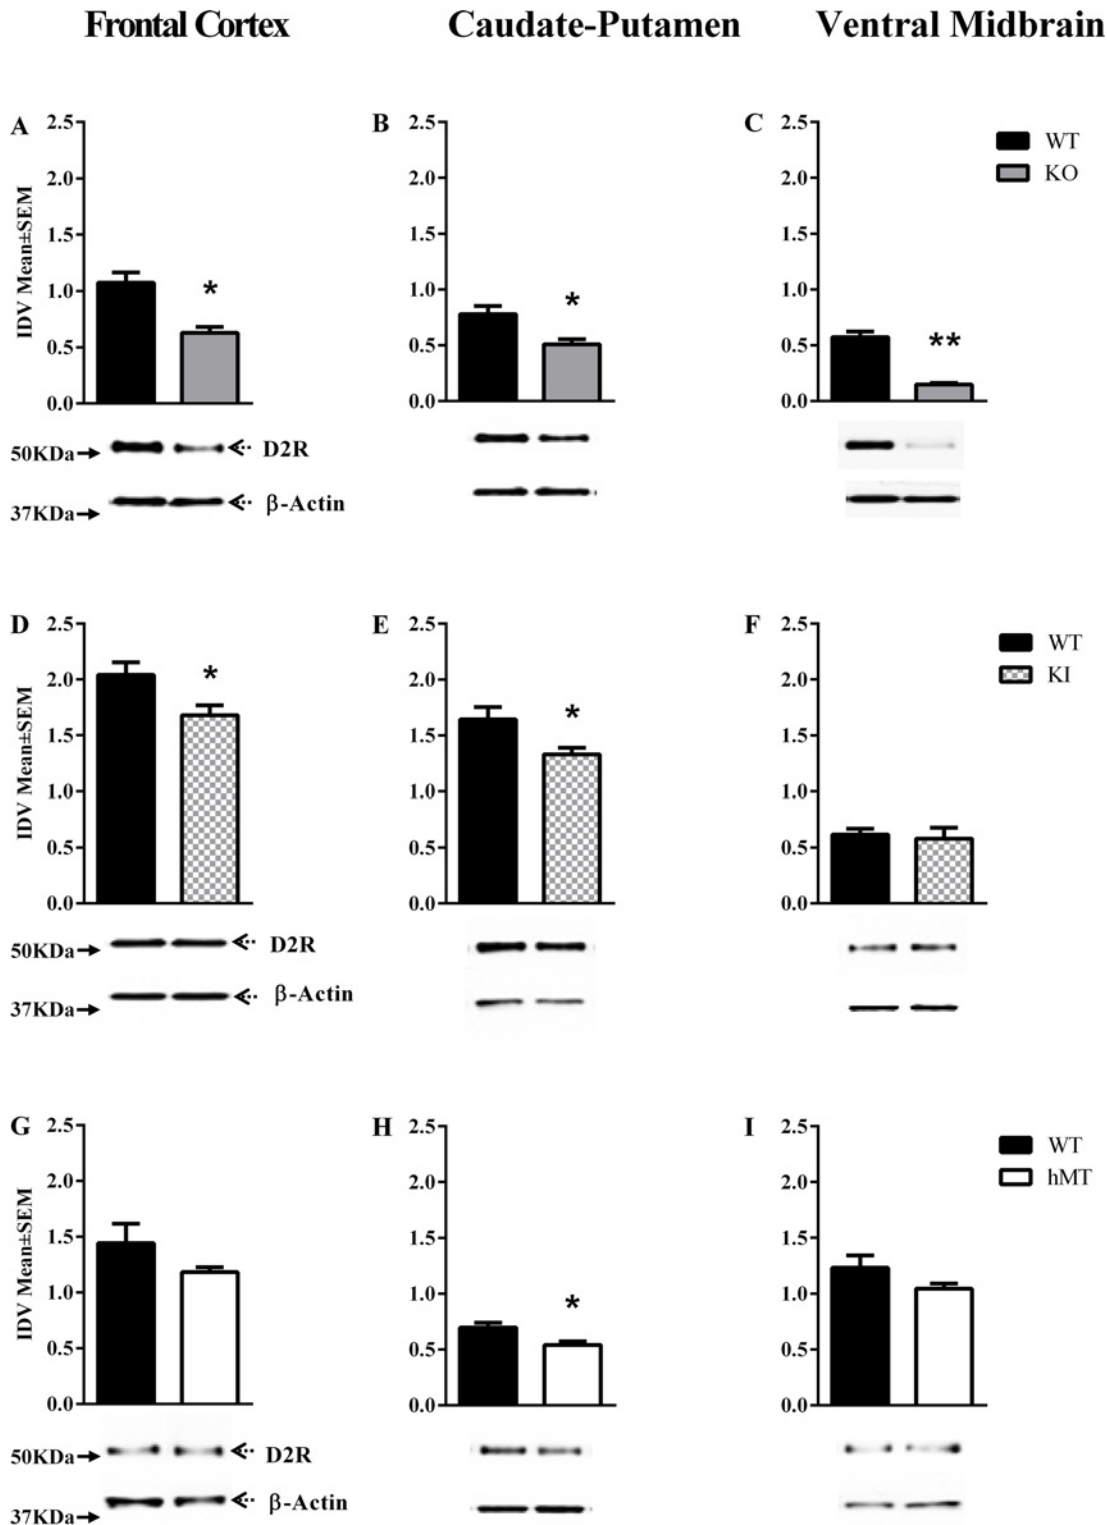 Frontal Cortex Caudate-Putamen Ventral Midbrain
A B C
IDV Mean±SEM
2.5 2.5 2.5
2.0 2.0 2.0
1.5 1.5 1.5
1.0 1.0 1.0
0.5 0.5 0.5
0.0 0.0 0.0
* * **
WT
KO
50KDa D2R
37KDa β-Actin
D E F
IDV Mean±SEM
2.5 2.5 2.5
2.0 2.0 2.0
1.5 1.5 1.5
1.0 1.0 1.0
0.5 0.5 0.5
0.0 0.0 0.0
* *
WT
KI
50KDa D2R
37KDa β-Actin
G H I
IDV Mean±SEM
2.5 2.5 2.5
2.0 2.0 2.0
1.5 1.5 1.5
1.0 1.0 1.0
0.5 0.5 0.5
0.0 0.0 0.0
*
WT
hMT
50KDa D2R
37KDa β-Actin